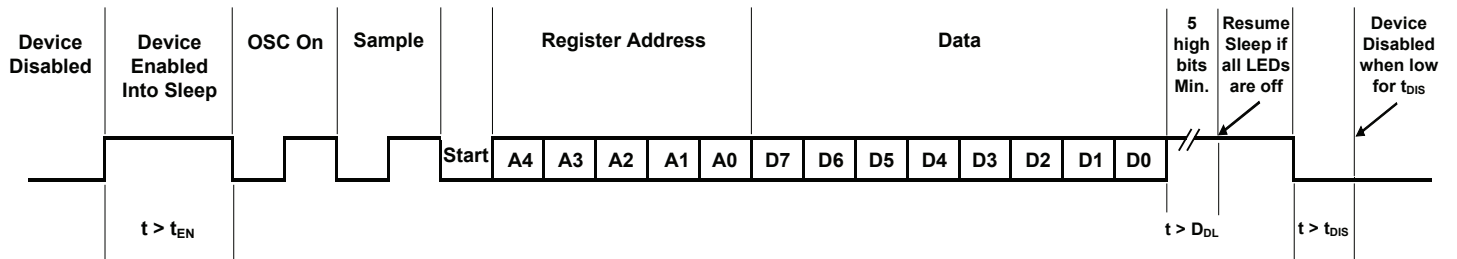 Device
Disabled
Device
Enabled
Into Sleep
OSC On
Sample
Register Address
Data
5
high
bits
Min.
Resume
Sleep if
all LEDs
are off
Device
Disabled
when low
for tDIS
Start A4 A3 A2 A1 A0 D7 D6 D5 D4 D3 D2 D1 D0
t > tEN
t > DDL
t > tDIS